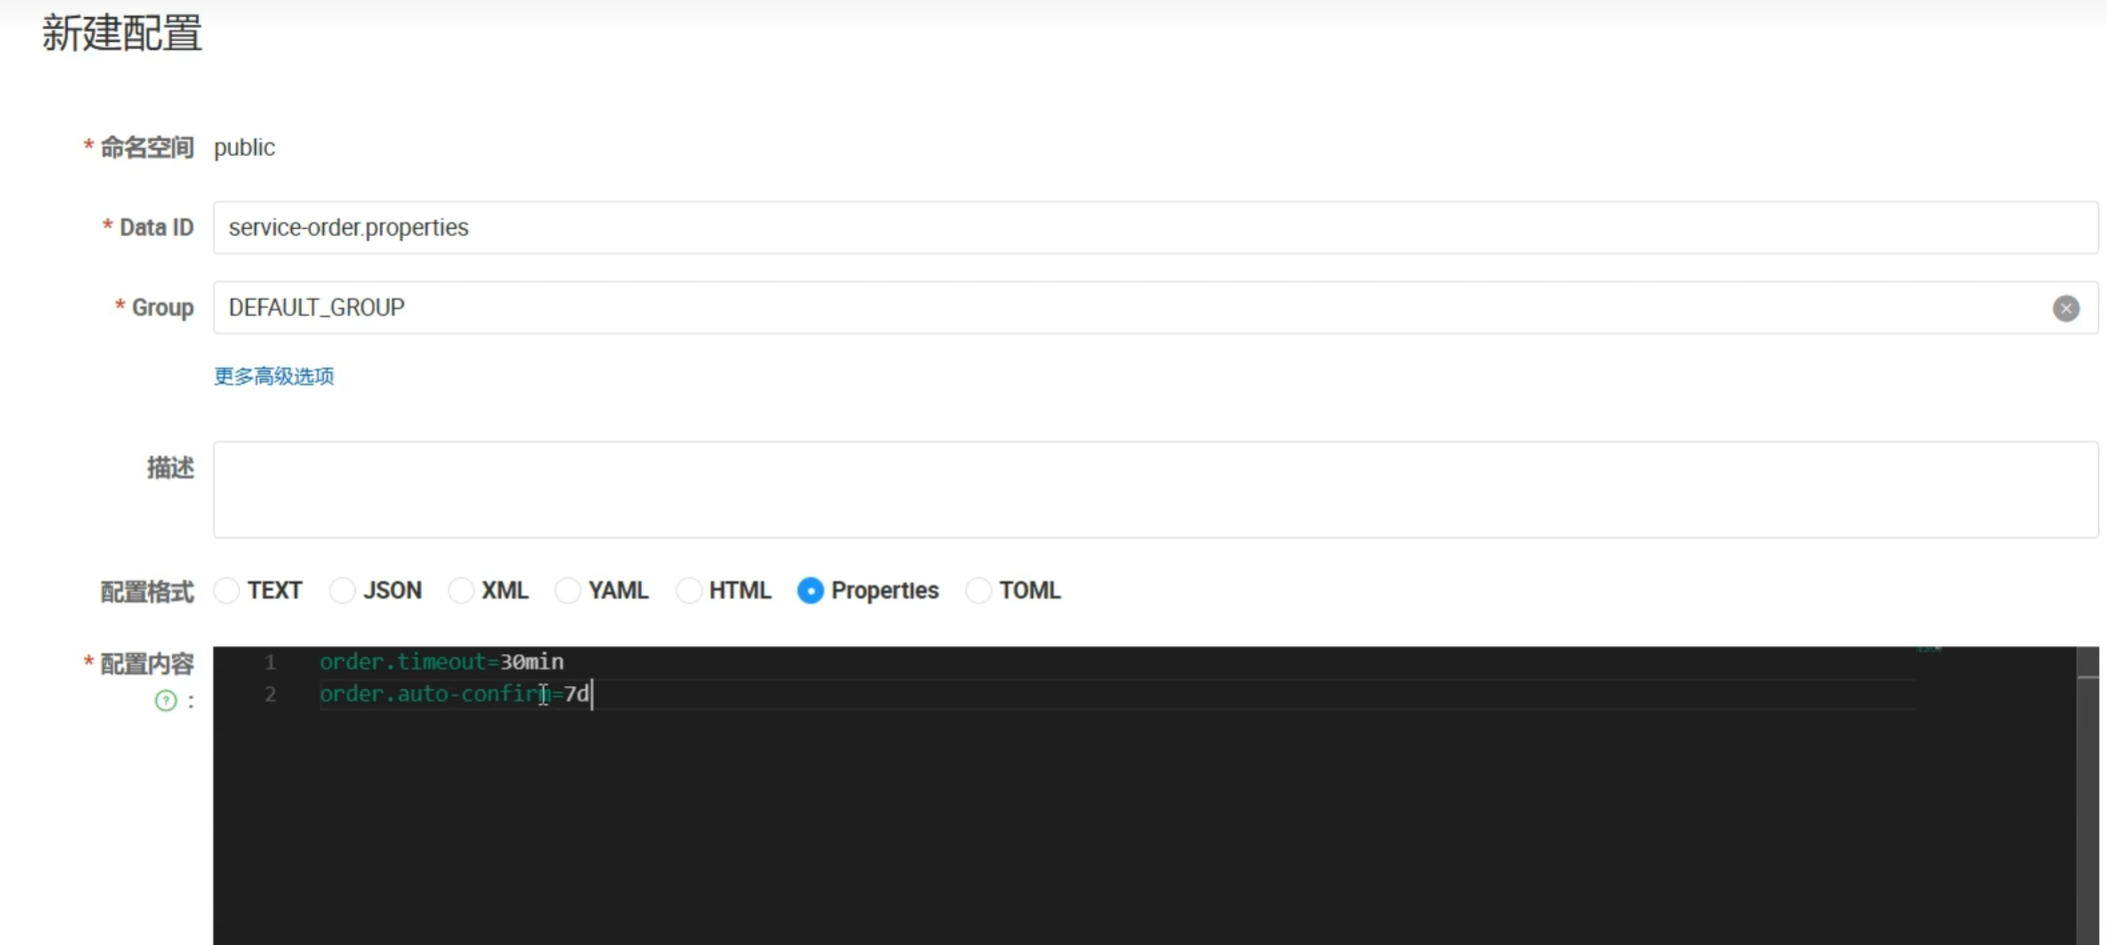 新建配置
* 命名空间 public
* Data ID service-order.properties
* Group DEFAULT_GROUP
更多高级选项
描述
配置格式 TEXT JSON XML YAML HTML Properties TOML
* 配置内容 ? :
1 order.timeout=30min
2 order.auto-confirm=7d